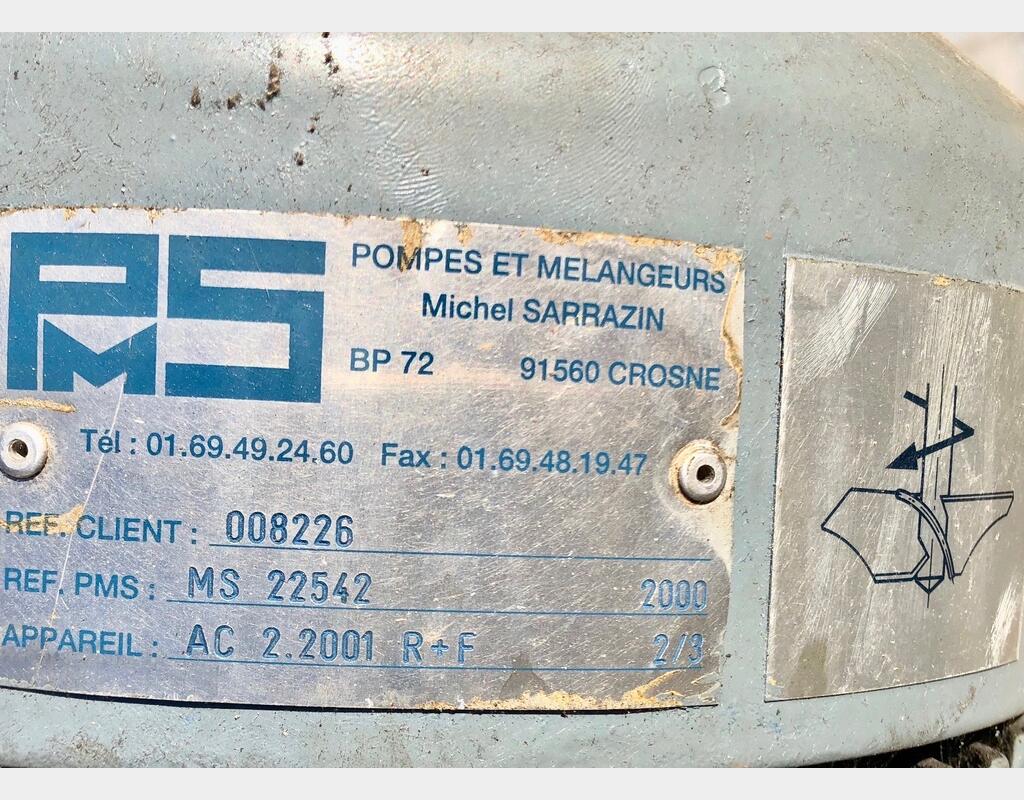 PMS
POMPES ET MELANGEURS
Michel SARRAZIN
BP 72 91560 CROSNE
Tél : 01.69.49.24.60 Fax : 01.69.48.19.47
REF. CLIENT : 008226
REF. PMS : MS 22542 2000
APPAREIL : AC 2.2001 R+F 2/3